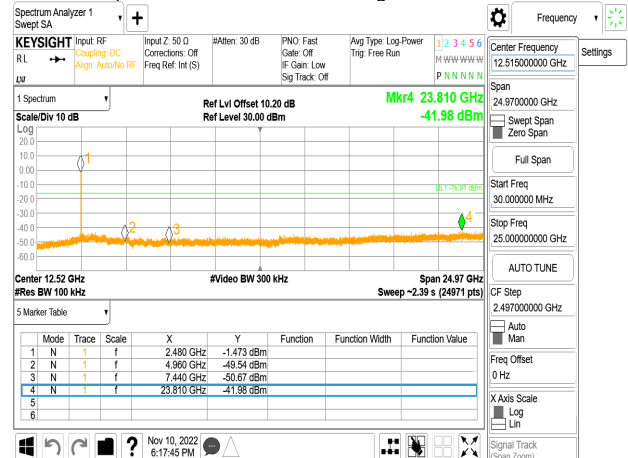 Spectrum Analyzer 1
Swept SA
Frequency
KEYSIGHT
Input: RF
Input Z: 50 Ω
#Atten: 30 dB
PNO: Fast
Avg Type: Log-Power
1 2 3 4 5 6
R L
Coupling: DC
Corrections: Off
Gate: Off
Trig: Free Run
Align: Auto/No RF
Freq Ref: Int (S)
IF Gain: Low
M W W W W W
Sig Track: Off
P N N N N N
Center Frequency
12.515000000 GHz
Settings
Span
24.9700000 GHz
Swept Span
Zero Span
Full Span
Start Freq
30.000000 MHz
Stop Freq
25.000000000 GHz
AUTO TUNE
CF Step
2.497000000 GHz
Auto
Man
Freq Offset
0 Hz
X Axis Scale
Log
Lin
Signal Track
(Span Zoom)
1 Spectrum
Scale/Div 10 dB
Ref Lvl Offset 10.20 dB
Ref Level 30.00 dBm
Mkr4 23.810 GHz
-41.98 dBm
Log
20.0
10.0
0.00
-10.0
-20.0
-30.0
-40.0
-50.0
-60.0
1
2
3
4
DL1 -16.01 dBm
Center 12.52 GHz
#Video BW 300 kHz
Span 24.97 GHz
#Res BW 100 kHz
Sweep ~2.39 s (24971 pts)
5 Marker Table
Mode Trace Scale X Y Function Function Width Function Value
1 N 1 f 2.480 GHz -1.473 dBm
2 N 1 f 4.960 GHz -49.54 dBm
3 N 1 f 7.440 GHz -50.67 dBm
4 N 1 f 23.810 GHz -41.98 dBm
5
6
Nov 10, 2022
6:17:45 PM